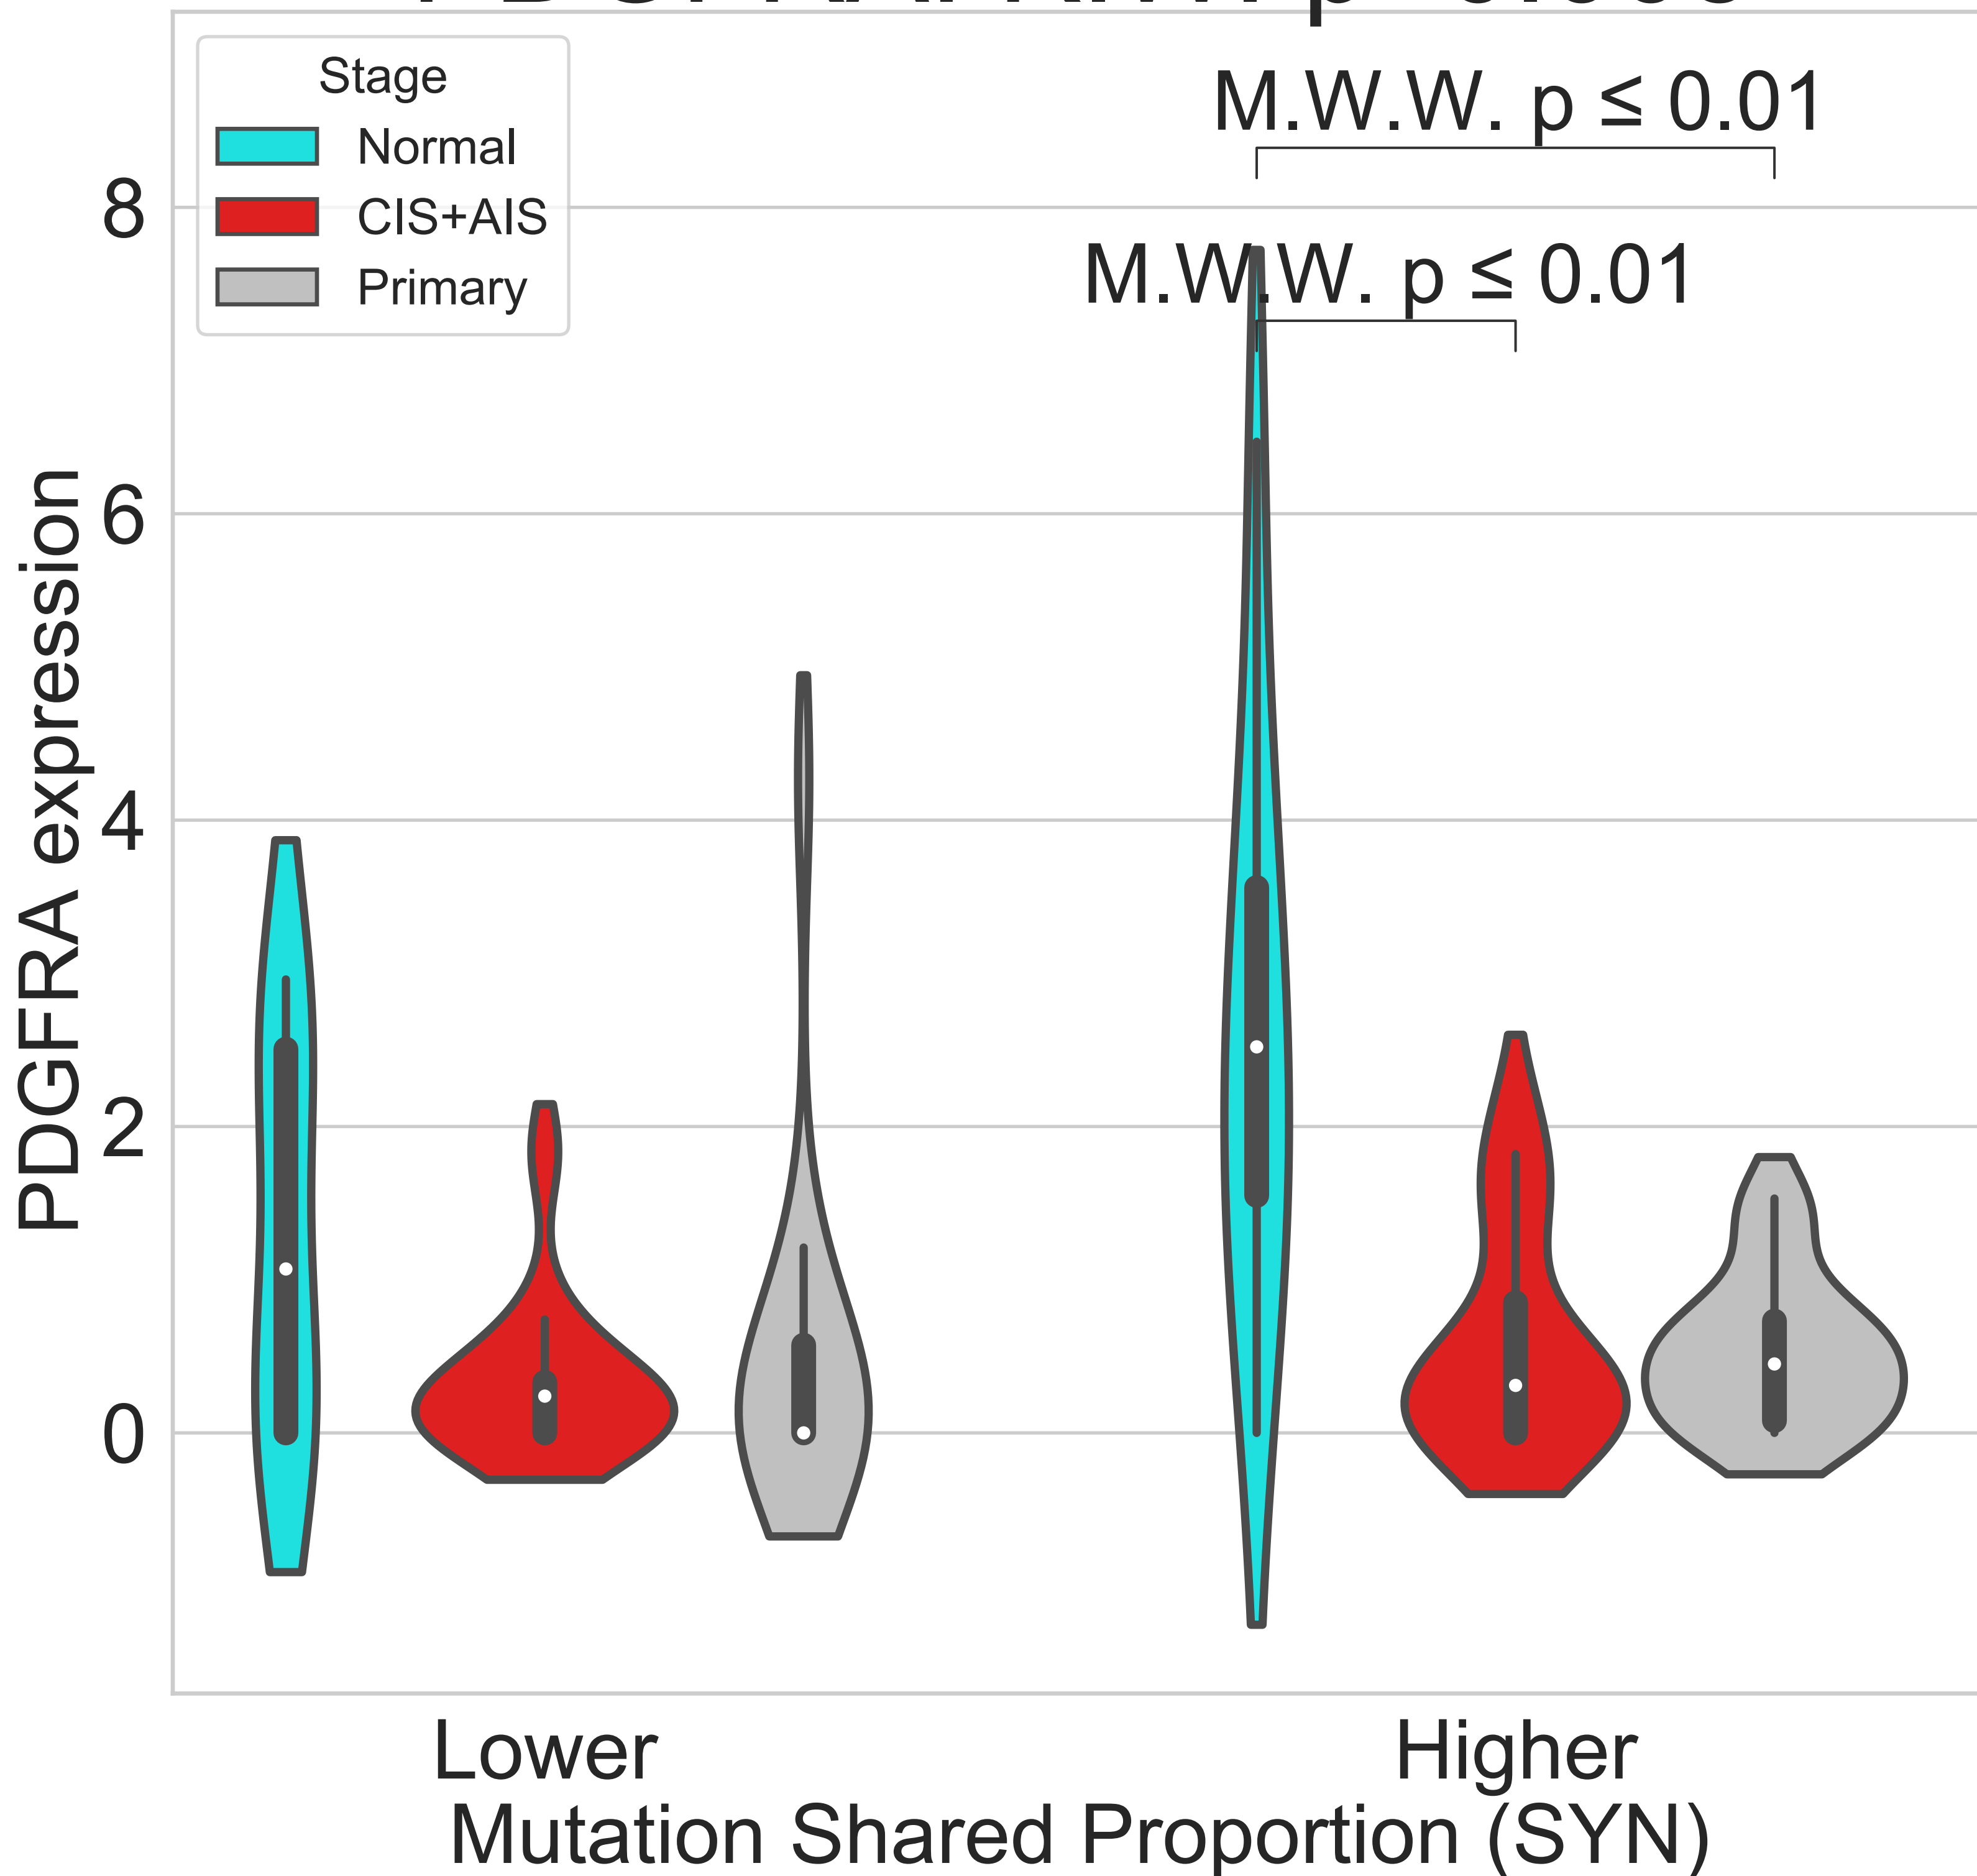 Stage
Normal
CIS+AIS
Primary
M.W.W. p ≤ 0.01
M.W.W. p ≤ 0.01
8
6
4
2
0
PDGFRA expression
Lower
Higher
Mutation Shared Proportion (SYN)